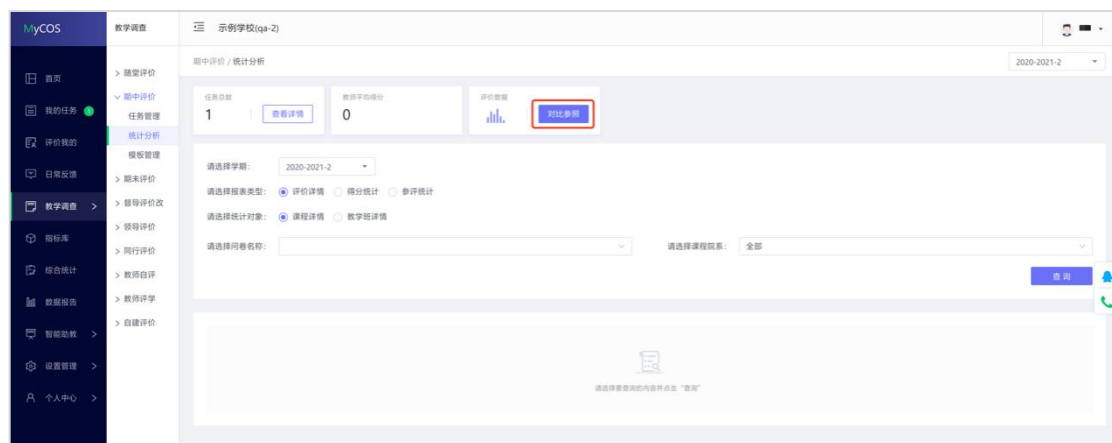 MyCOS
教学调查
示例学校(qa-2)
首页
我的任务 1
评价我的
日常反馈
教学调查 >
指标库
综合统计
数据报告
智能助教 >
设置管理 >
个人中心 >
> 随堂评价
期中评价
任务管理
统计分析
模板管理
> 期末评价
> 督导评价改
> 领导评价
> 同行评价
> 教师自评
> 教师评学
> 自建评价
期中评价 / 统计分析
2020-2021-2
任务总数
1
查看详情
教师平均得分
0
评价数据
对比参照
请选择学期: 2020-2021-2
请选择报表类型: 评价详情 得分统计 参评统计
请选择统计对象: 课程详情 教学班详情
请选择问卷名称:
请选择课程院系: 全部
查 询
请选择要查询的内容并点击 "查询"